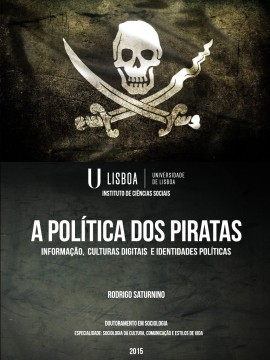 U LISBOA | UNIVERSIDADE DE LISBOA
INSTITUTO DE CIÊNCIAS SOCIAIS
A POLÍTICA DOS PIRATAS
INFORMAÇÃO, CULTURAS DIGITAIS E IDENTIDADES POLÍTICAS
RODRIGO SATURNINO
DOUTORAMENTO EM SOCIOLOGIA
ESPECIALIDADE: SOCIOLOGIA DA CULTURA, COMUNICAÇÃO E ESTILOS DE VIDA
2015